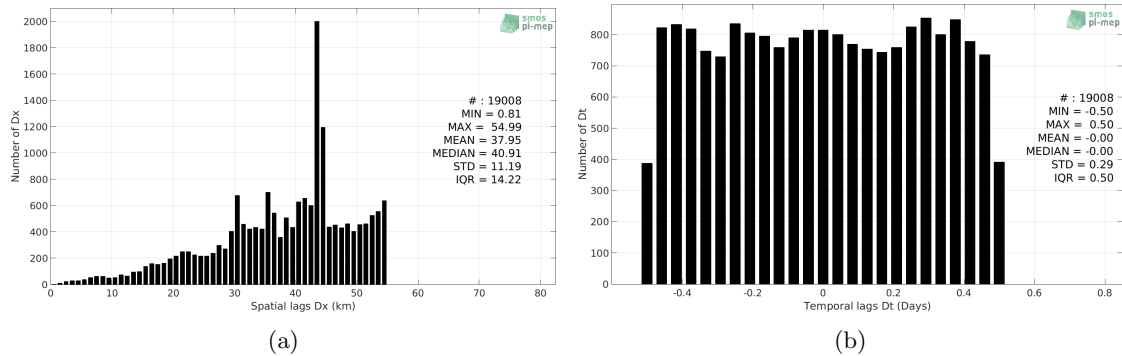 2000
1800
1600
1400
1200
1000
800
600
400
200
0
Number of Dx
smos
pi-mep
# : 19008
MIN = 0.81
MAX = 54.99
MEAN = 37.95
MEDIAN = 40.91
STD = 11.19
IQR = 14.22
0 10 20 30 40 50 60 70 80
Spatial lags Dx (km)
(a)
800
700
600
500
400
300
200
100
0
Number of Dt
smos
pi-mep
# : 19008
MIN = -0.50
MAX = 0.50
MEAN = -0.00
MEDIAN = -0.00
STD = 0.29
IQR = 0.50
-0.4 -0.2 0 0.2 0.4 0.6 0.8
Temporal lags Dt (Days)
(b)